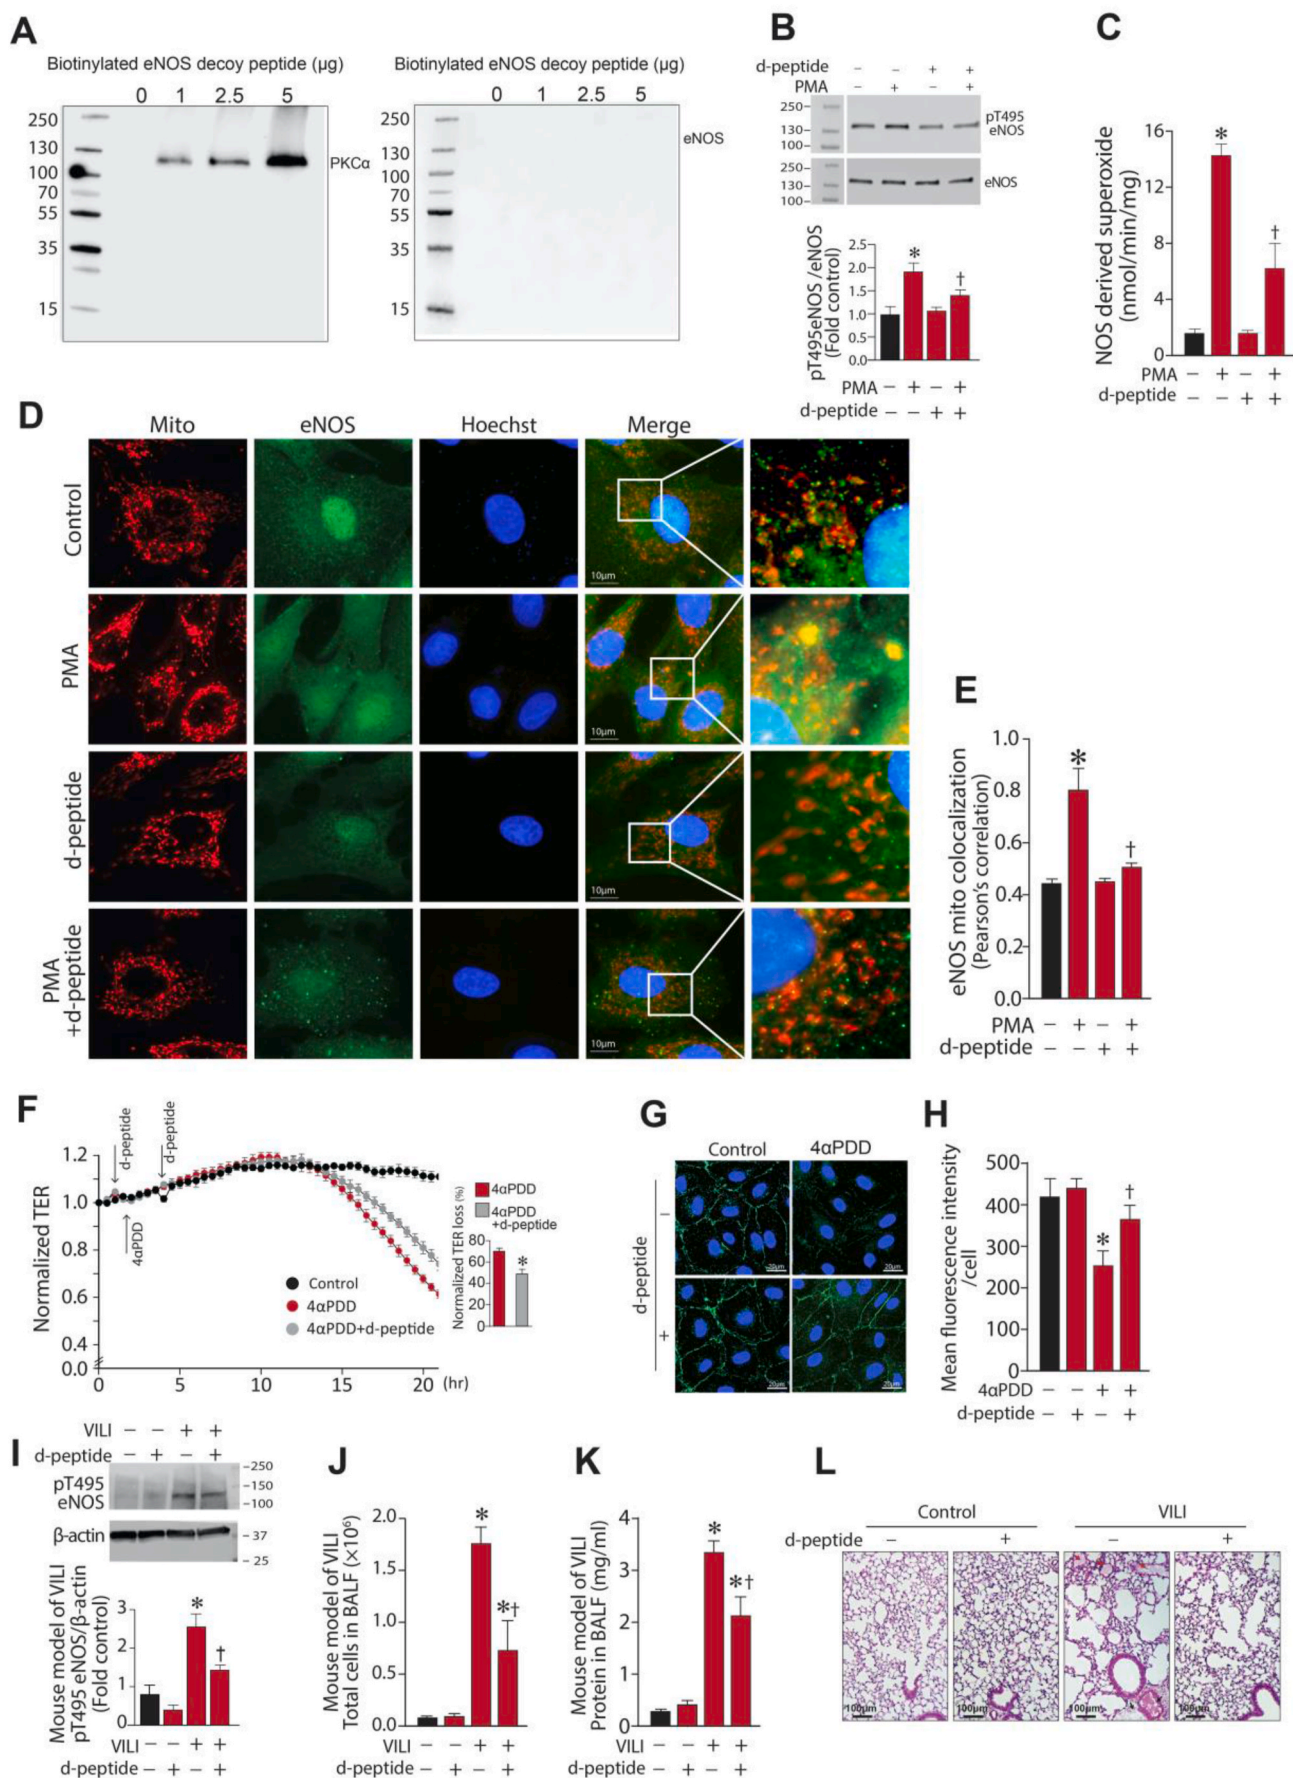 A
Biotinylated eNOS decoy peptide (µg)
0 1 2.5 5
250
130
100
70
55
35
15
PKCα
Biotinylated eNOS decoy peptide (µg)
0 1 2.5 5
250
130
100
70
55
35
15
eNOS
B
d-peptide − − + +
PMA − + − +
250−
130−
100−
pT495
eNOS
250−
130−
100−
eNOS
pT495eNOS /eNOS
(Fold control)
2.5
2.0
1.5
1.0
0.5
0.0
*
†
PMA − + − +
d-peptide − − + +
C
NOS derived superoxide
(nmol/min/mg)
16
12
8
4
0
*
†
PMA − + − +
d-peptide − − + +
D
Mito eNOS Hoechst Merge
Control
10µm
PMA
10µm
d-peptide
10µm
PMA
+d-peptide
10µm
E
eNOS mito colocalization
(Pearson's correlation)
1.0
0.8
0.6
0.4
0.2
0.0
*
†
PMA − + − +
d-peptide − − + +
F
Normalized TER
1.2
1.0
0.8
0.6
0.4
0.0
d-peptide
d-peptide
4αPDD
Control
4αPDD
4αPDD+d-peptide
0 5 10 15 20 (hr)
4αPDD
4αPDD
+d-peptide
Normalized TER loss (%)
100
80
60
40
20
0
*
G
Control 4αPDD
d-peptide
−
+
20µm
20µm
20µm
20µm
H
Mean fluorescence intensity
/cell
500
400
300
200
100
0
*
†
4αPDD − − + +
d-peptide − + − +
I
VILI − − + +
d-peptide − + − +
pT495
eNOS
−250
−150
−100
β-actin
− 37
− 25
Mouse model of VILI
pT495 eNOS/β-actin
(Fold control)
3
2
1
0
*
†
VILI − − + +
d-peptide − + − +
J
Mouse model of VILI
Total cells in BALF (×10⁶)
2.0
1.5
1.0
0.5
0.0
*
*†
VILI − − + +
d-peptide − + − +
K
Mouse model of VILI
Protein in BALF (mg/ml)
4
3
2
1
0
*
*†
VILI − − + +
d-peptide − + − +
L
Control VILI
d-peptide − + − +
100µm
100µm
100µm
100µm